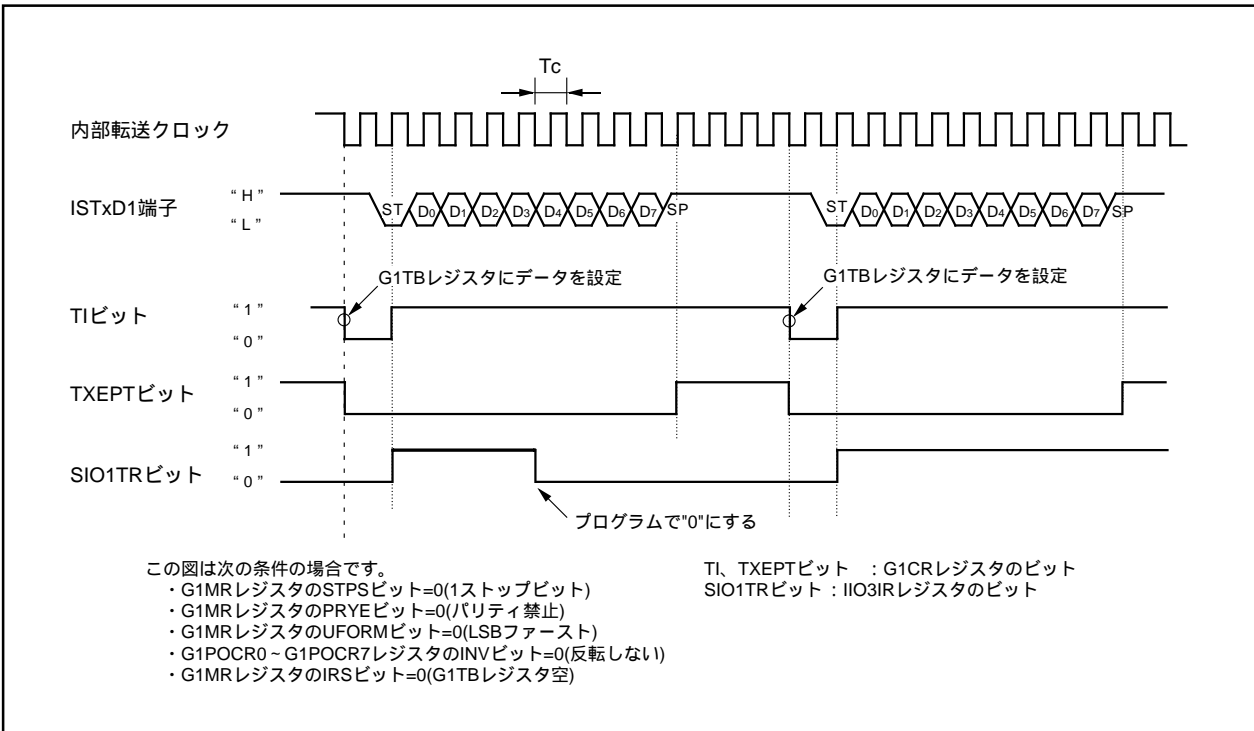 Tc
内部転送クロック
ISTxD1端子
“ H ”
“ L ”
ST D0 D1 D2 D3 D4 D5 D6 D7 SP
ST D0 D1 D2 D3 D4 D5 D6 D7 SP
G1TBレジスタにデータを設定
G1TBレジスタにデータを設定
TIビット
“ 1 ”
“ 0 ”
TXEPTビット
“ 1 ”
“ 0 ”
SIO1TRビット
“ 1 ”
“ 0 ”
プログラムで"0"にする
この図は次の条件の場合です。
・G1MRレジスタのSTPSビット=0(1ストップビット)
・G1MRレジスタのPRYEビット=0(パリティ禁止)
・G1MRレジスタのUFORMビット=0(LSBファースト)
・G1POCR0~G1POCR7レジスタのINVビット=0(反転しない)
・G1MRレジスタのIRSビット=0(G1TBレジスタ空)
TI、TXEPTビット :G1CRレジスタのビット
SIO1TRビット:IIO3IRレジスタのビット